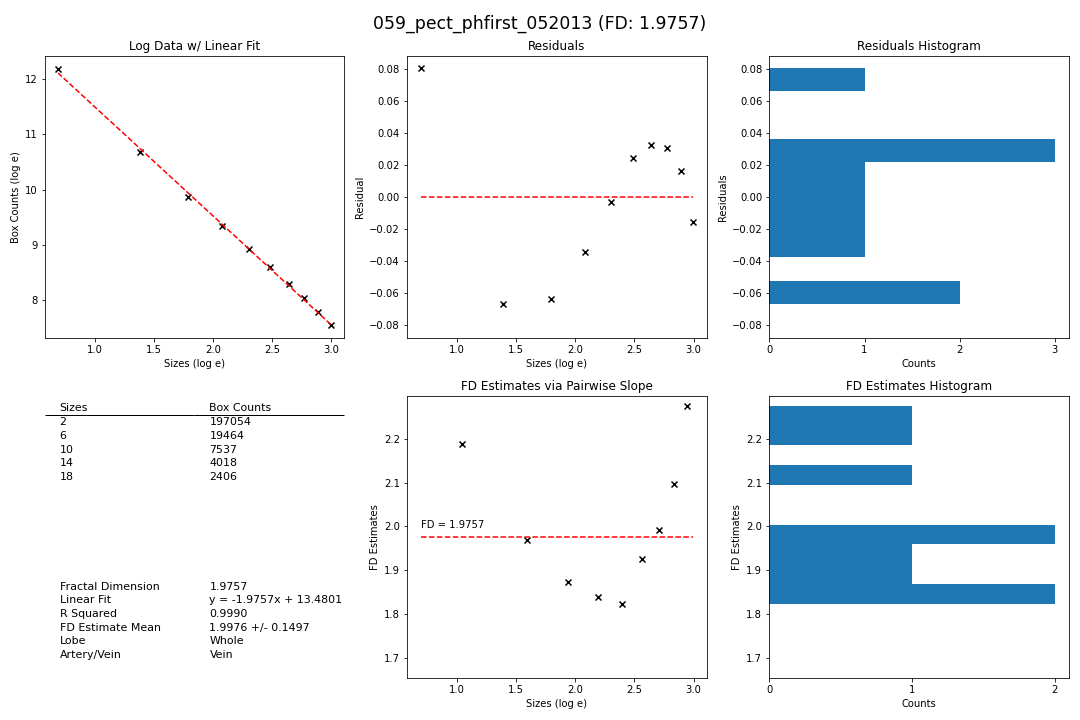 059_pect_phfirst_052013 (FD: 1.9757)
Log Data w/ Linear Fit
Box Counts (log e)
12
11
10
9
8
1.0 1.5 2.0 2.5 3.0
Sizes (log e)
Residuals
Residual
0.08
0.06
0.04
0.02
0.00
−0.02
−0.04
−0.06
−0.08
1.0 1.5 2.0 2.5 3.0
Sizes (log e)
Residuals Histogram
Residuals
0.08
0.06
0.04
0.02
0.00
−0.02
−0.04
−0.06
−0.08
0 1 2 3
Counts
Sizes Box Counts
2 197054
6 19464
10 7537
14 4018
18 2406
Fractal Dimension 1.9757
Linear Fit y = -1.9757x + 13.4801
R Squared 0.9990
FD Estimate Mean 1.9976 +/- 0.1497
Lobe Whole
Artery/Vein Vein
FD Estimates via Pairwise Slope
FD Estimates
2.2
2.1
2.0
1.9
1.8
1.7
FD = 1.9757
1.0 1.5 2.0 2.5 3.0
Sizes (log e)
FD Estimates Histogram
FD Estimates
2.2
2.1
2.0
1.9
1.8
1.7
0 1 2
Counts